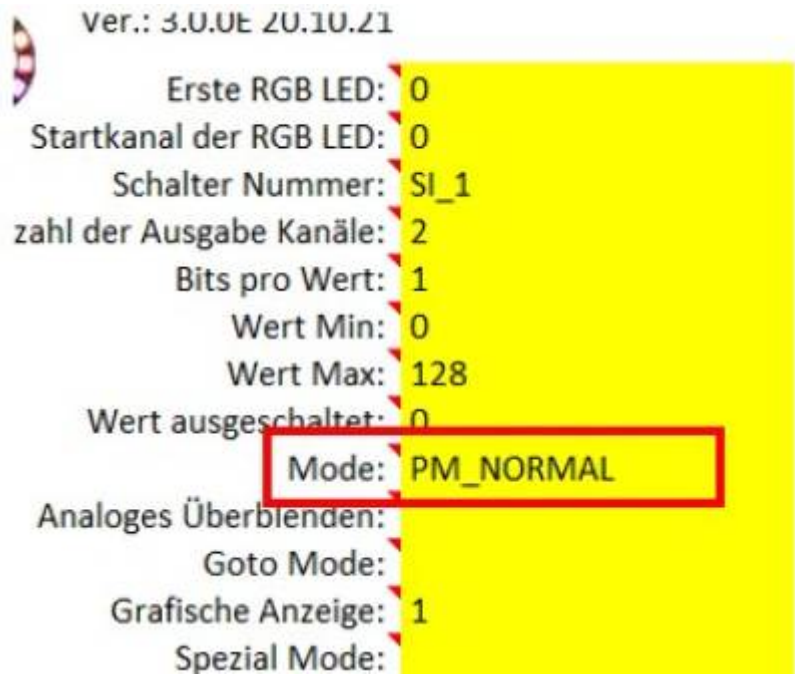 Ver.: 3.0.0E 20.10.21
Erste RGB LED: 0
Startkanal der RGB LED: 0
Schalter Nummer: SI_1
zahl der Ausgabe Kanäle: 2
Bits pro Wert: 1
Wert Min: 0
Wert Max: 128
Wert ausgeschaltet: 0
Mode: PM_NORMAL
Analoges Überblenden:
Goto Mode:
Grafische Anzeige: 1
Spezial Mode: